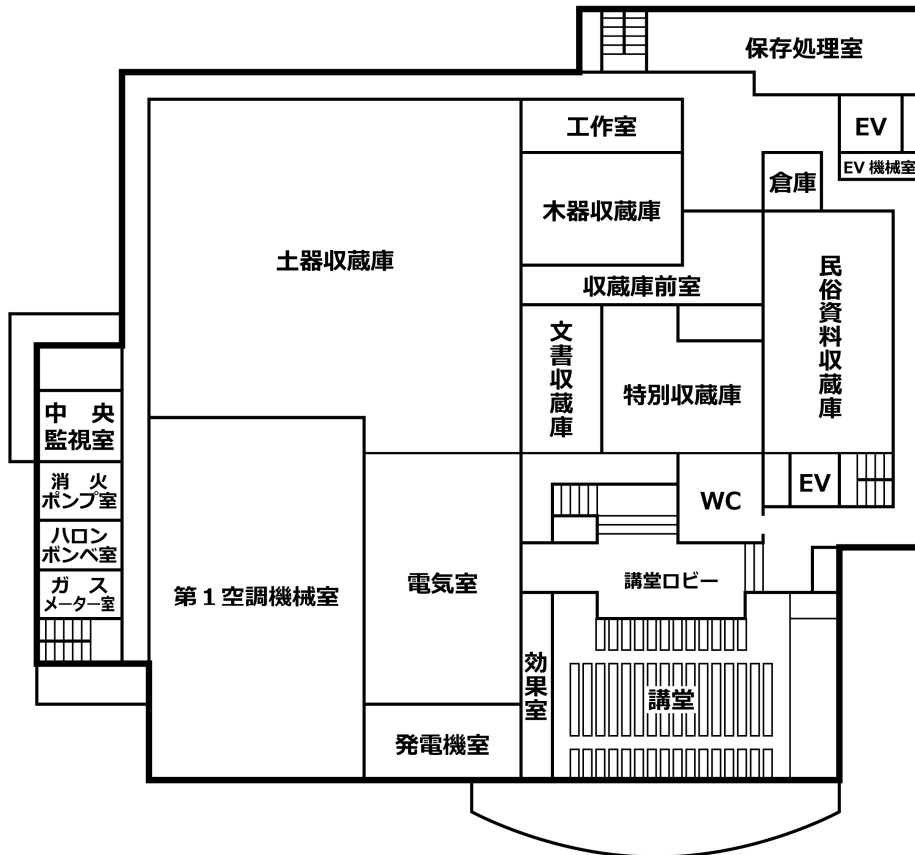 保存処理室
工作室
EV
EV 機械室
倉庫
木器収蔵庫
土器収蔵庫
収蔵庫前室
民俗資料収蔵庫
文書収蔵庫
特別収蔵庫
中　央
監視室
消　火
ポンプ室
ハロン
ボンベ室
ガ　ス
メーター室
WC
EV
第１空調機械室
電気室
講堂ロビー
効果室
講堂
発電機室